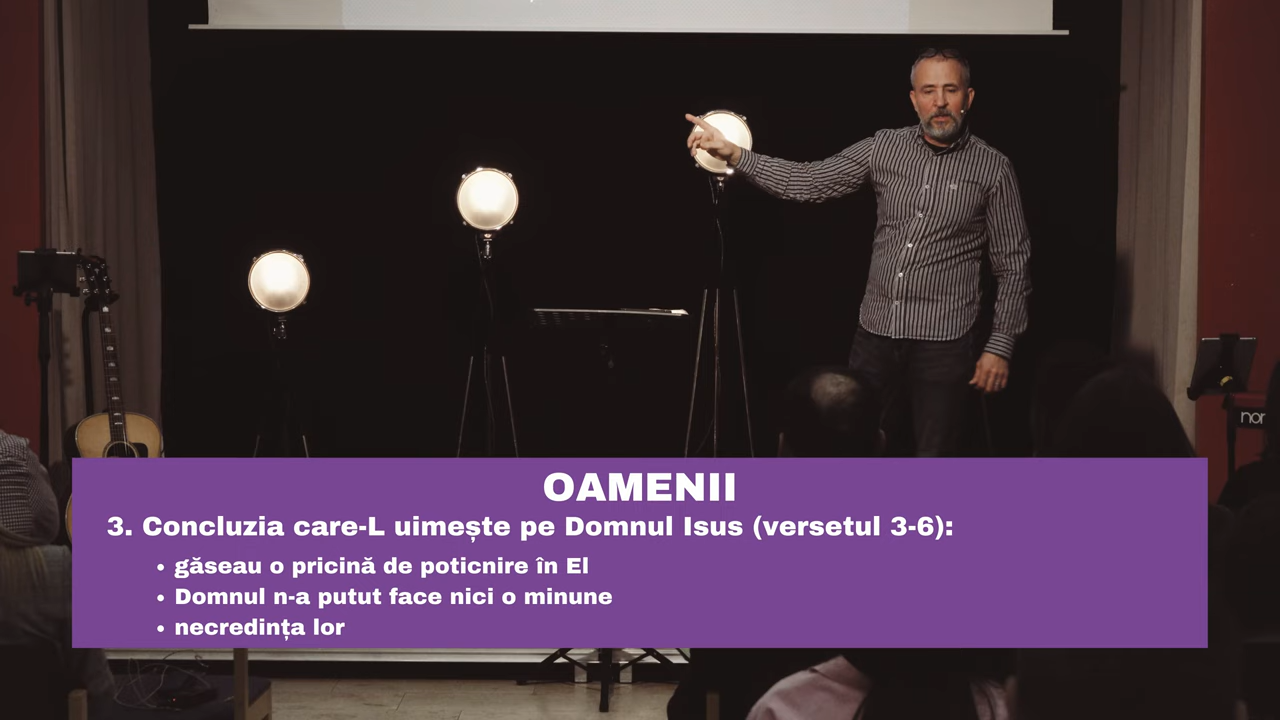 nor
OAMENII
3. Concluzia care-L uimește pe Domnul Isus (versetul 3-6):
• găseau o pricină de poticnire în El
• Domnul n-a putut face nici o minune
• necredința lor